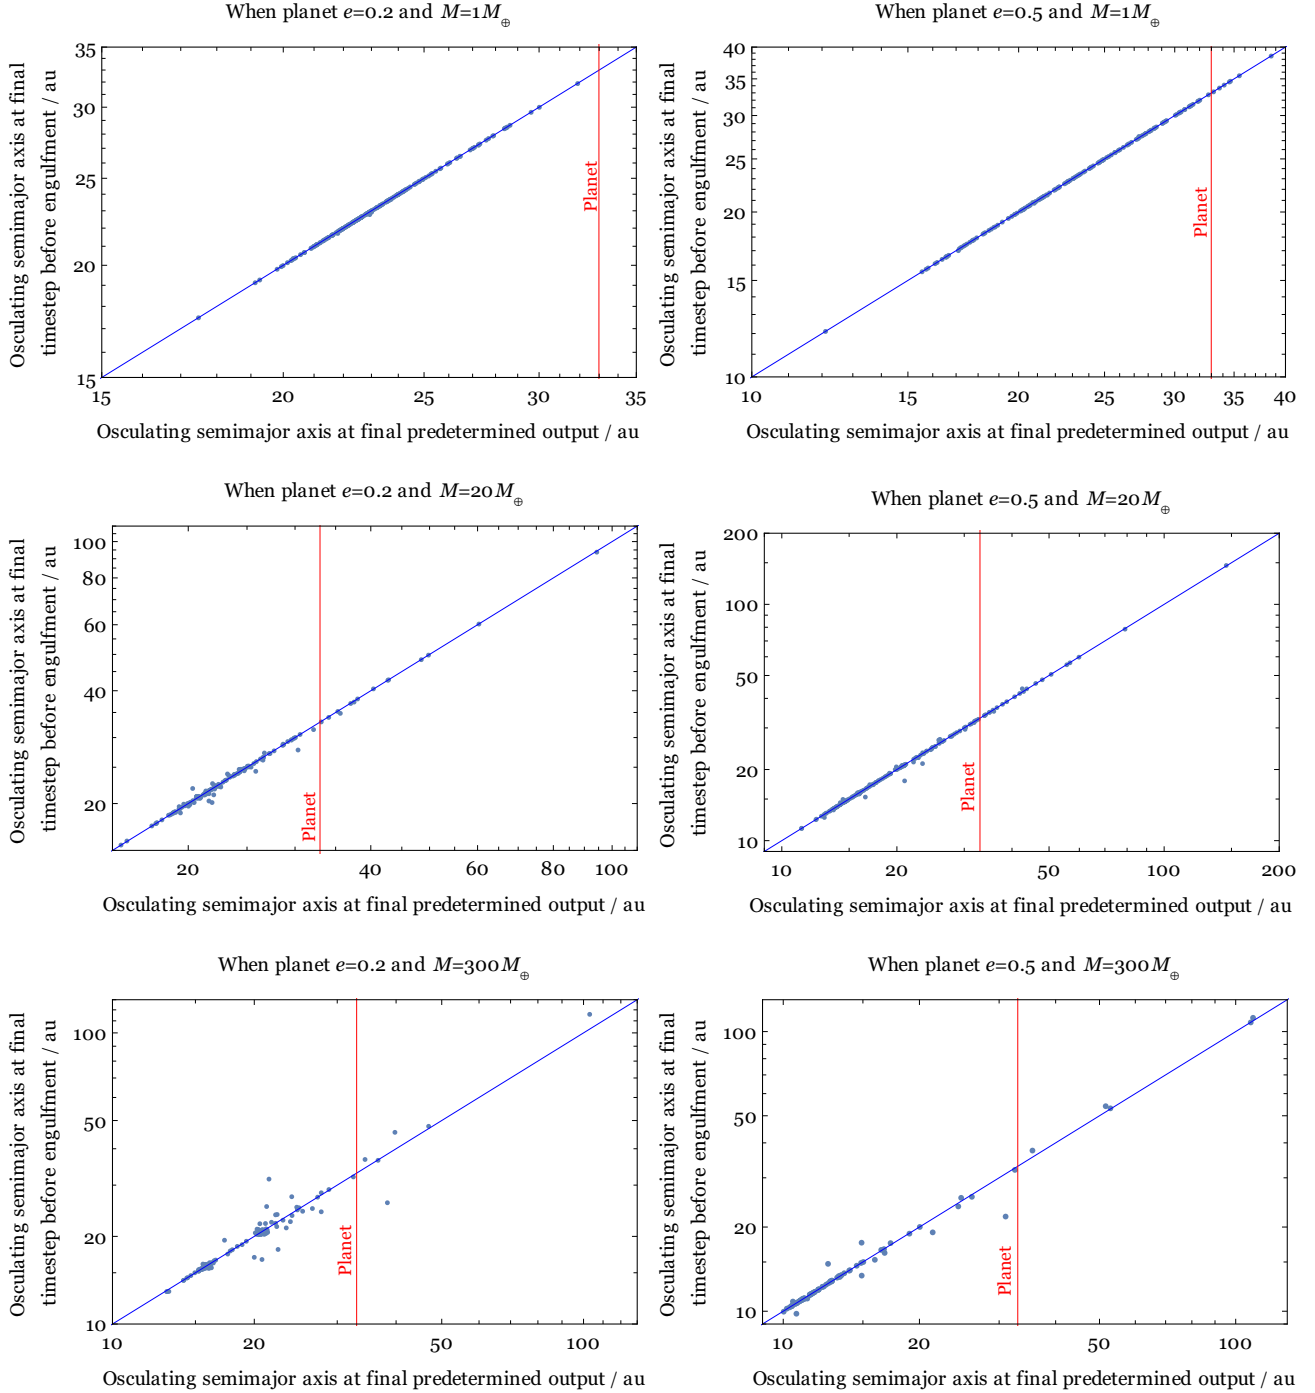 When planet e=0.2 and M=1M⊕
Osculating semimajor axis at final
timestep before engulfment / au
35
30
25
20
15
Planet
15 20 25 30 35
Osculating semimajor axis at final predetermined output / au
When planet e=0.5 and M=1M⊕
Osculating semimajor axis at final
timestep before engulfment / au
40
35
30
25
20
15
10
Planet
10 15 20 25 30 35 40
Osculating semimajor axis at final predetermined output / au
When planet e=0.2 and M=20M⊕
Osculating semimajor axis at final
timestep before engulfment / au
100
80
60
40
20
Planet
20 40 60 80 100
Osculating semimajor axis at final predetermined output / au
When planet e=0.5 and M=20M⊕
Osculating semimajor axis at final
timestep before engulfment / au
200
100
50
20
10
Planet
10 20 50 100 200
Osculating semimajor axis at final predetermined output / au
When planet e=0.2 and M=300M⊕
Osculating semimajor axis at final
timestep before engulfment / au
100
50
20
10
Planet
10 20 50 100
Osculating semimajor axis at final predetermined output / au
When planet e=0.5 and M=300M⊕
Osculating semimajor axis at final
timestep before engulfment / au
100
50
20
10
Planet
10 20 50 100
Osculating semimajor axis at final predetermined output / au